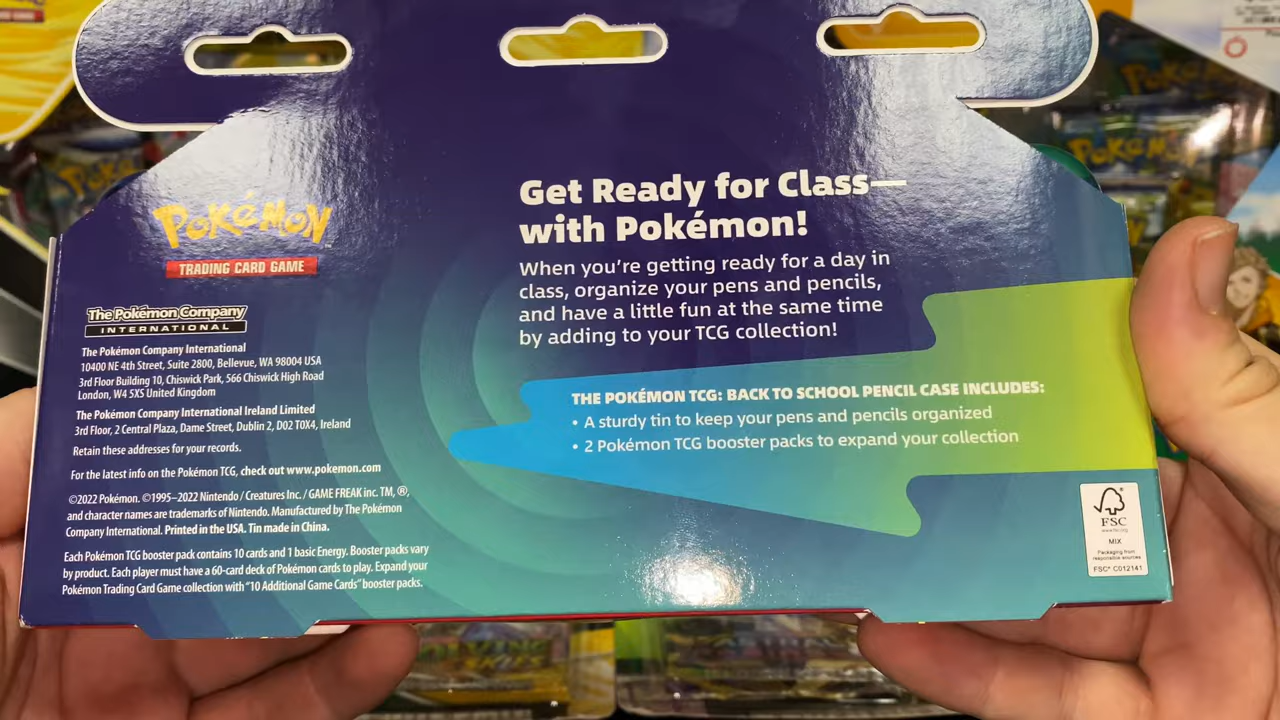 POKéMON
TRADING CARD GAME
The Pokémon Company
INTERNATIONAL
The Pokémon Company International
10400 NE 4th Street, Suite 2800, Bellevue, WA 98004 USA
3rd Floor Building 10, Chiswick Park, 566 Chiswick High Road
London, W4 5XS United Kingdom
The Pokémon Company International Ireland Limited
3rd Floor, 2 Central Plaza, Dame Street, Dublin 2, D02 T0X4, Ireland
Retain these addresses for your records.
For the latest info on the Pokémon TCG, check out www.pokemon.com
©2022 Pokémon. ©1995–2022 Nintendo / Creatures Inc. / GAME FREAK inc. TM, ®,
and character names are trademarks of Nintendo. Manufactured by The Pokémon
Company International. Printed in the USA. Tin made in China.
Each Pokémon TCG booster pack contains 10 cards and 1 basic Energy. Booster packs vary
by product. Each player must have a 60-card deck of Pokémon cards to play. Expand your
Pokémon Trading Card Game collection with “10 Additional Game Cards” booster packs.
Get Ready for Class—
with Pokémon!
When you’re getting ready for a day in
class, organize your pens and pencils,
and have a little fun at the same time
by adding to your TCG collection!
THE POKÉMON TCG: BACK TO SCHOOL PENCIL CASE INCLUDES:
• A sturdy tin to keep your pens and pencils organized
• 2 Pokémon TCG booster packs to expand your collection
FSC
www.fsc.org
MIX
Packaging from
responsible sources
FSC® C012141
Pokémon